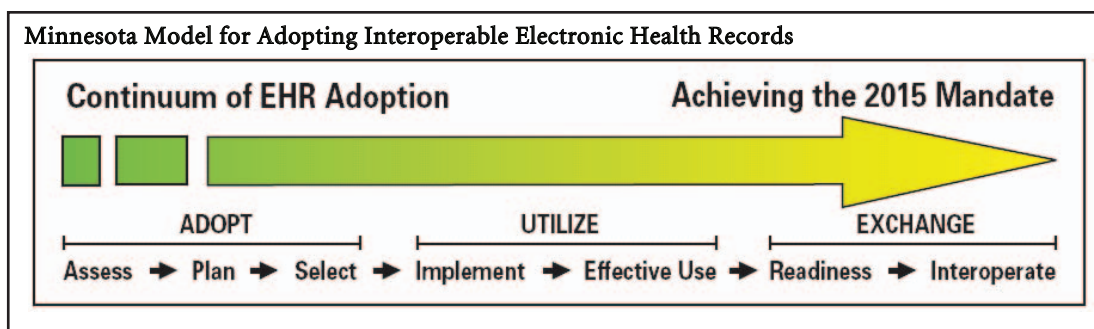 Minnesota Model for Adopting Interoperable Electronic Health Records
Continuum of EHR Adoption
Achieving the 2015 Mandate
ADOPT
UTILIZE
EXCHANGE
Assess → Plan → Select → Implement → Effective Use → Readiness → Interoperate